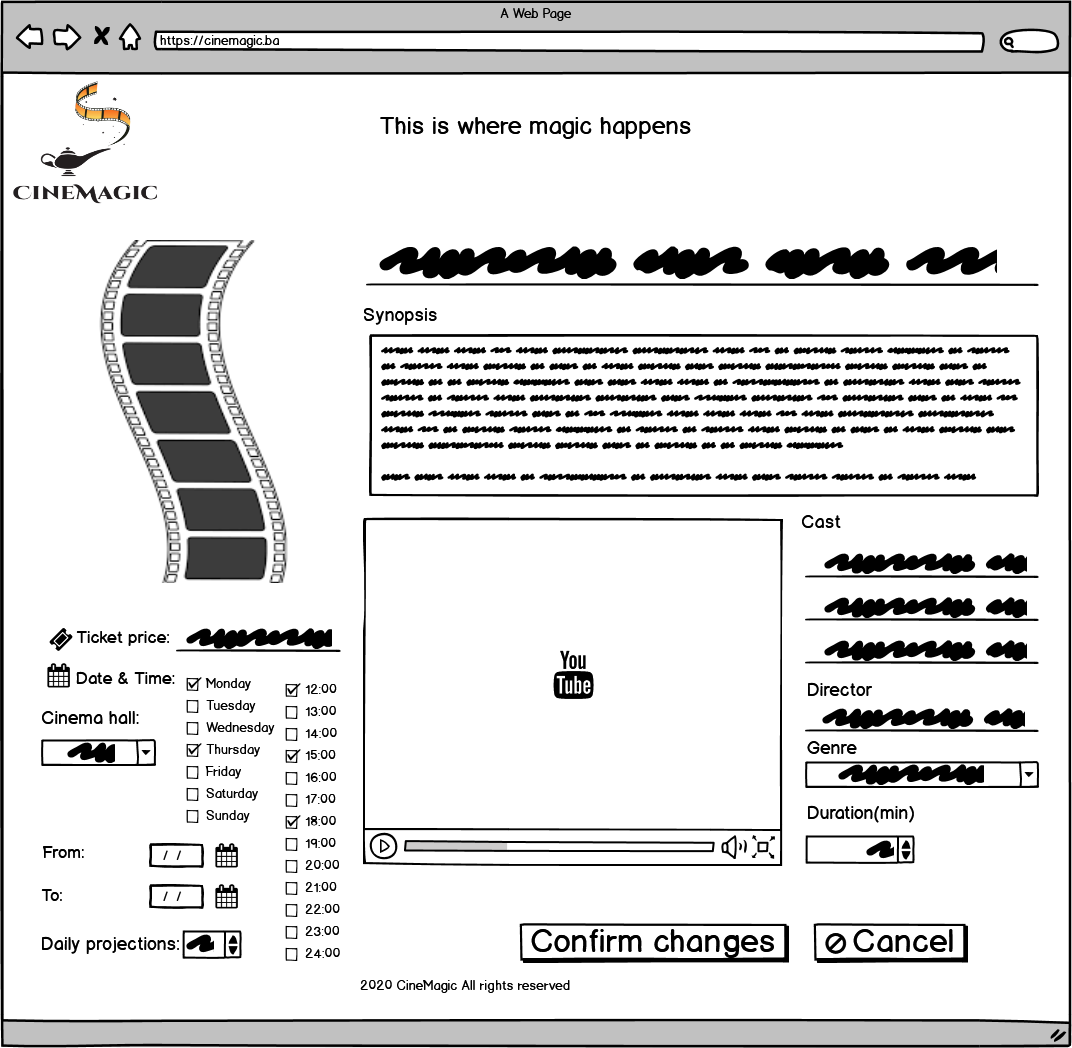 A Web Page
https://cinemagic.ba
CINEMAGIC
This is where magic happens
Synopsis
Cast
You
Tube
Director
Genre
Duration(min)
Ticket price:
Date & Time:
Cinema hall:
Monday
Tuesday
Wednesday
Thursday
Friday
Saturday
Sunday
12:00
13:00
14:00
15:00
16:00
17:00
18:00
19:00
20:00
21:00
22:00
23:00
24:00
From:
/ /
To:
/ /
Daily projections:
Confirm changes
Cancel
2020 CineMagic All rights reserved